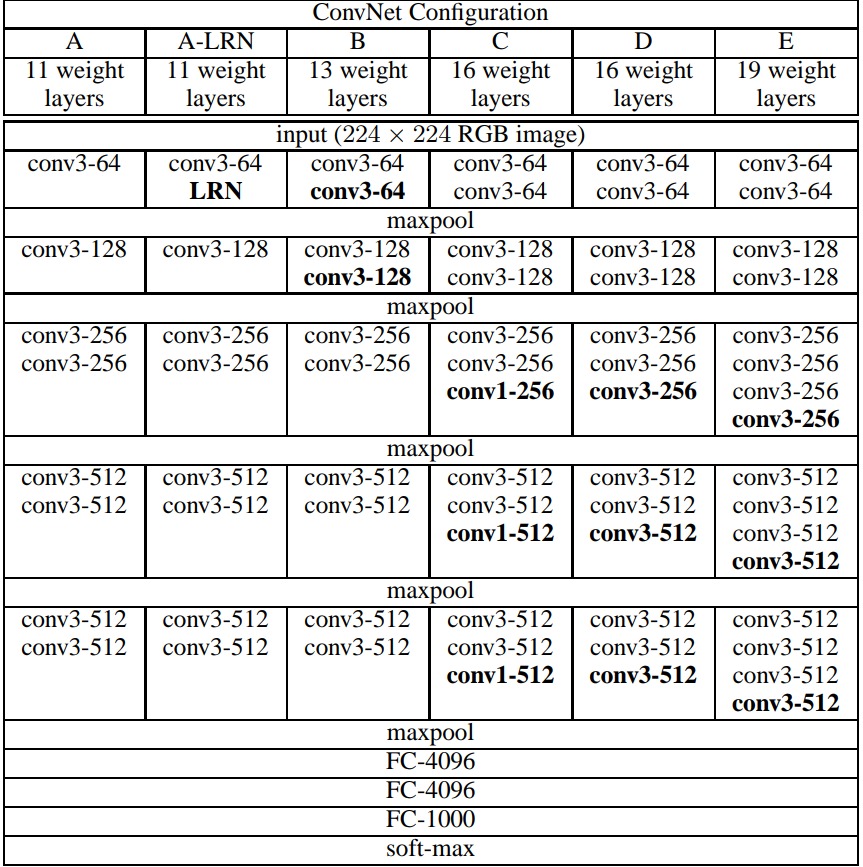 ConvNet Configuration
A A-LRN B C D E
11 weight 11 weight 13 weight 16 weight 16 weight 19 weight
layers layers layers layers layers layers
input (224 × 224 RGB image)
conv3-64 conv3-64 conv3-64 conv3-64 conv3-64 conv3-64
LRN conv3-64 conv3-64 conv3-64 conv3-64
maxpool
conv3-128 conv3-128 conv3-128 conv3-128 conv3-128 conv3-128
conv3-128 conv3-128 conv3-128 conv3-128
maxpool
conv3-256 conv3-256 conv3-256 conv3-256 conv3-256 conv3-256
conv3-256 conv3-256 conv3-256 conv3-256 conv3-256 conv3-256
conv1-256 conv3-256 conv3-256
conv3-256
maxpool
conv3-512 conv3-512 conv3-512 conv3-512 conv3-512 conv3-512
conv3-512 conv3-512 conv3-512 conv3-512 conv3-512 conv3-512
conv1-512 conv3-512 conv3-512
conv3-512
maxpool
conv3-512 conv3-512 conv3-512 conv3-512 conv3-512 conv3-512
conv3-512 conv3-512 conv3-512 conv3-512 conv3-512 conv3-512
conv1-512 conv3-512 conv3-512
conv3-512
maxpool
FC-4096
FC-4096
FC-1000
soft-max